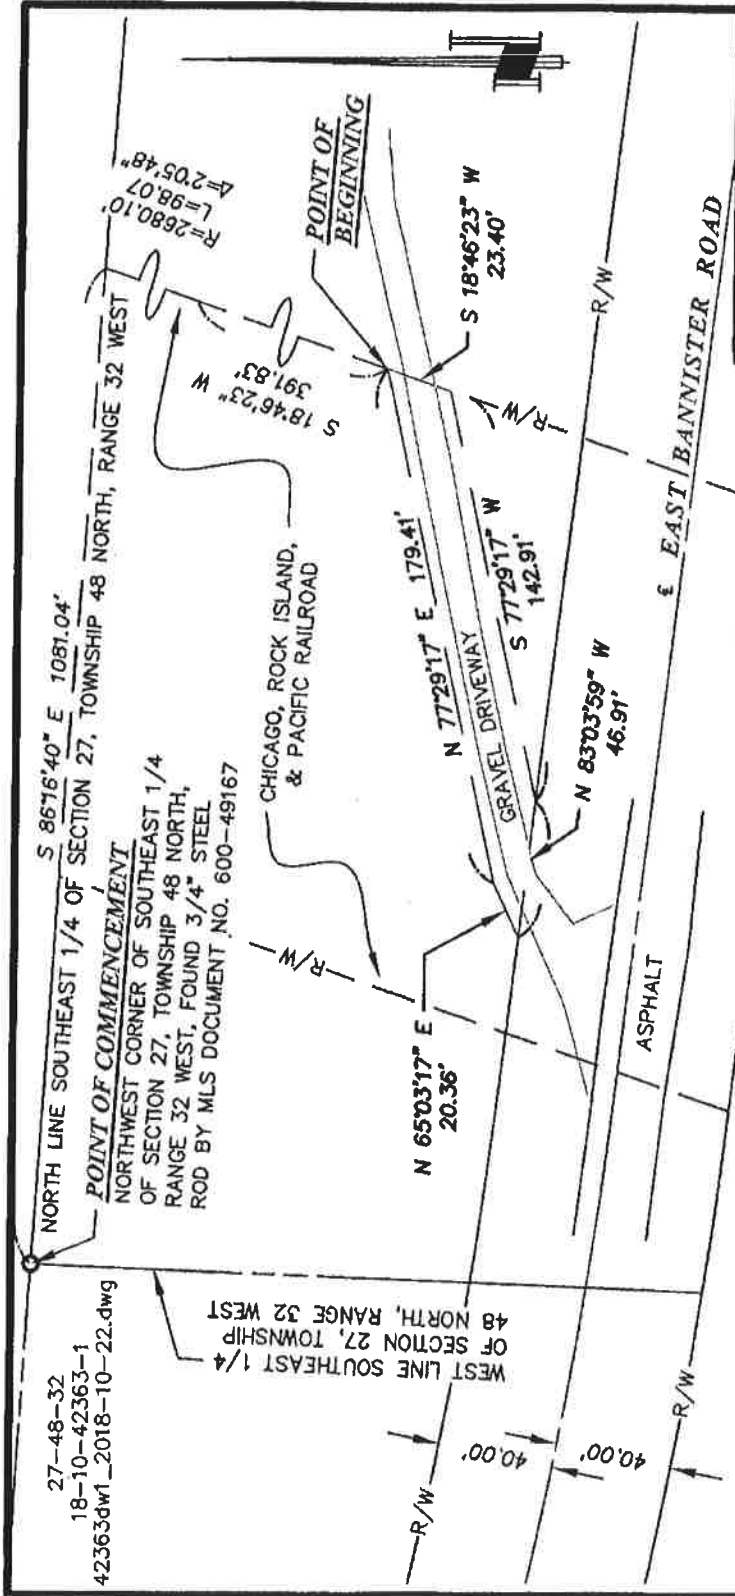 27-48-32
18-10-42363-1
42363dw1_2018-10-22.dwg
S 86°16'40" E 1081.04'
NORTH LINE SOUTHEAST 1/4 OF SECTION 27, TOWNSHIP 48 NORTH, RANGE 32 WEST
POINT OF COMMENCEMENT
NORTHWEST CORNER OF SOUTHEAST 1/4
OF SECTION 27, TOWNSHIP 48 NORTH,
RANGE 32 WEST, FOUND 3/4" STEEL
ROD BY MLS DOCUMENT NO. 600-49167
R=2680.10'
L=98.07
Δ=2°05'48"
S 18°46'23" W
391.83'
CHICAGO, ROCK ISLAND,
& PACIFIC RAILROAD
POINT OF
BEGINNING
S 18°46'23" W
23.40'
WEST LINE SOUTHEAST 1/4
OF SECTION 27, TOWNSHIP
48 NORTH, RANGE 32 WEST
R/W
N 77°29'17" E 179.41'
GRAVEL DRIVEWAY
S 77°29'17" W
142.91'
R/W
R/W
N 65°03'17" E
20.36'
N 83°03'59" W
46.91'
R/W
40.00'
40.00'
R/W
ASPHALT
℄ EAST BANNISTER ROAD